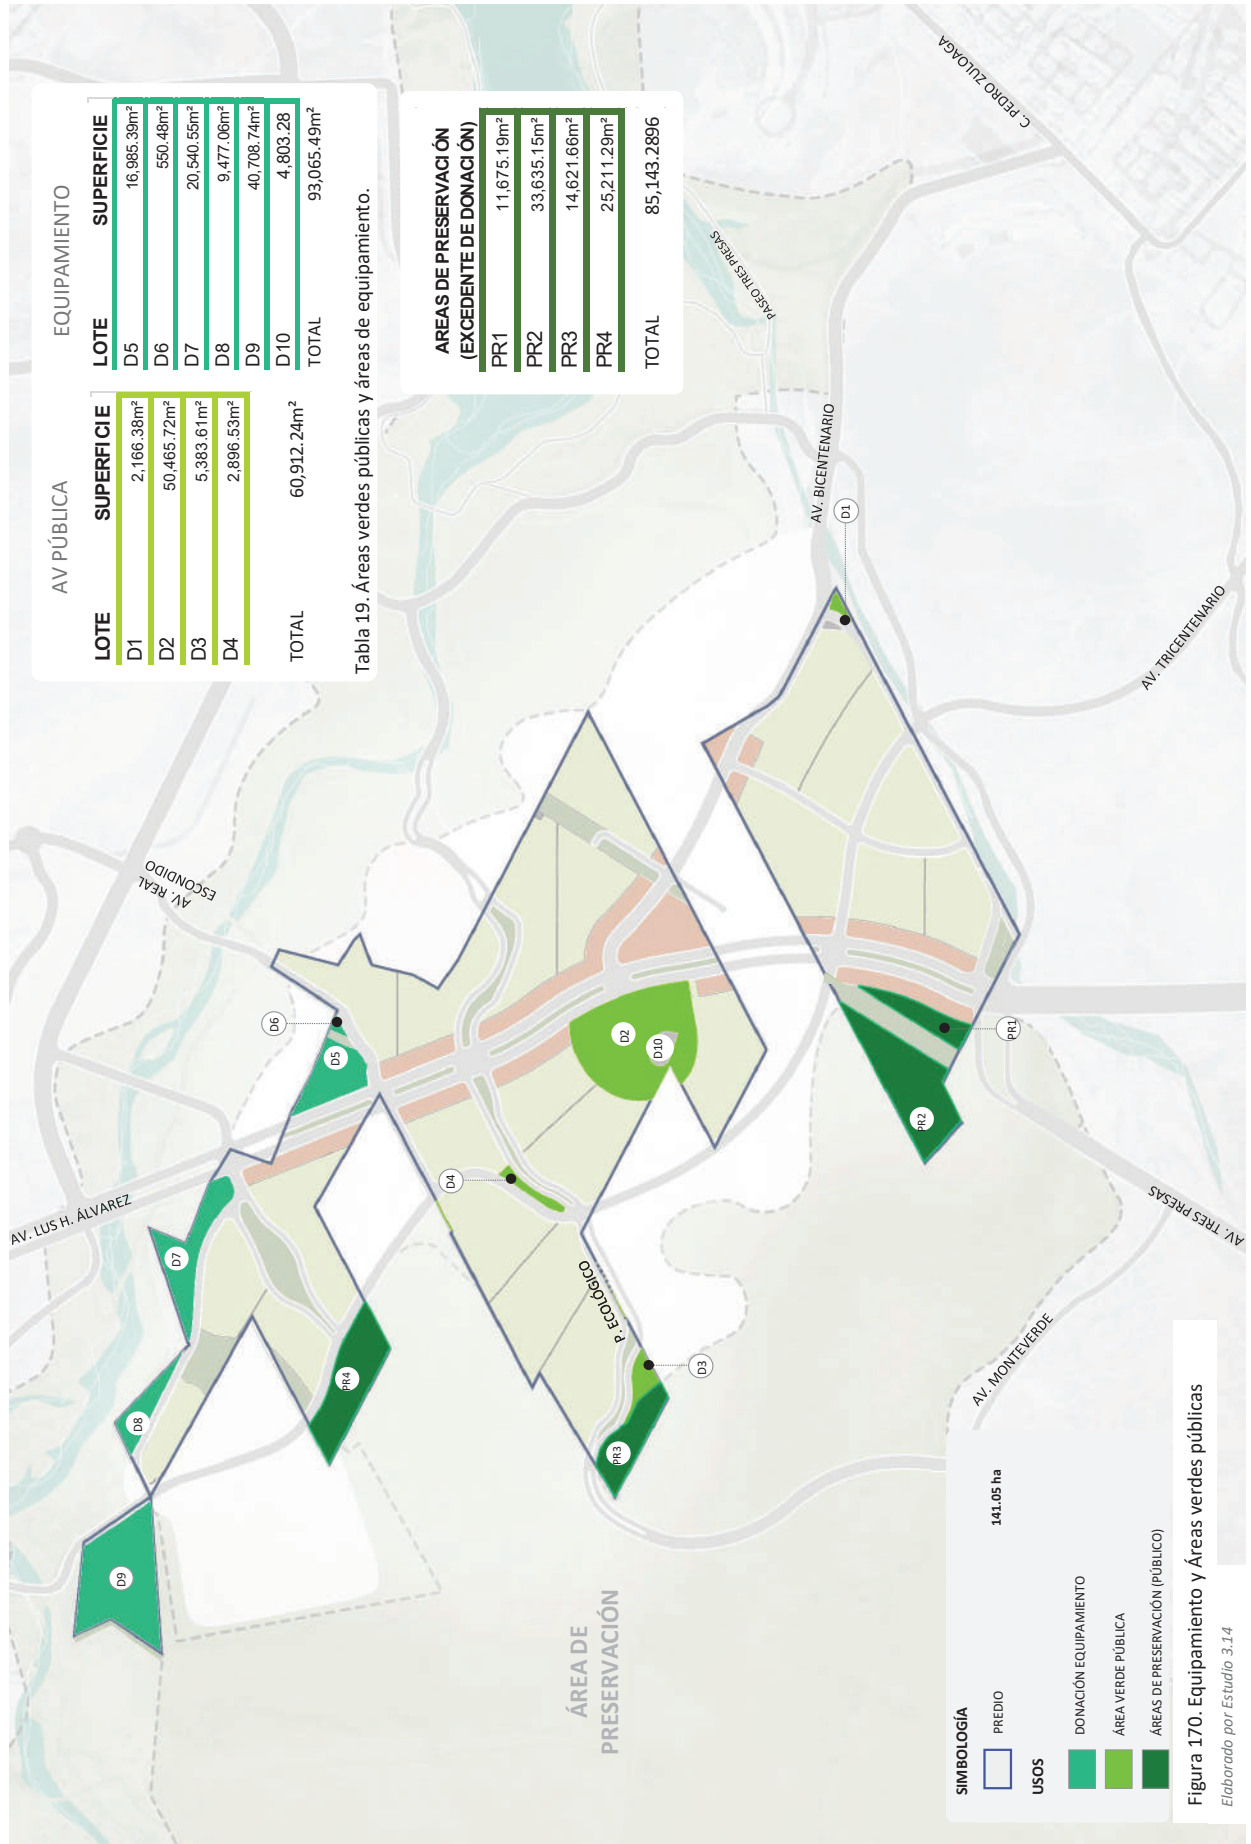 AV PÚBLICA
LOTE SUPERFICIE
D1 2,166.38m²
D2 50,465.72m²
D3 5,383.61m²
D4 2,896.53m²
TOTAL 60,912.24m²
EQUIPAMIENTO
LOTE SUPERFICIE
D5 16,985.39m²
D6 550.48m²
D7 20,540.55m²
D8 9,477.06m²
D9 40,708.74m²
D10 4,803.28
TOTAL 93,065.49m²
Tabla 19. Áreas verdes públicas y áreas de equipamiento.
AREAS DE PRESERVACIÓN
(EXCEDENTE DE DONACIÓN)
PR1 11,675.19m²
PR2 33,635.15m²
PR3 14,621.66m²
PR4 25,211.29m²
TOTAL 85,143.2896
AV. LUS H. ÁLVAREZ
AV. REAL
ESCONDIDO
C. PEDRO ZULOAGA
PASEO TRES PRESAS
AV. BICENTENARIO
AV. TRICENTENARIO
AV. TRES PRESAS
AV. MONTEVERDE
P. ECOLÓGICO
ÁREA DE
PRESERVACIÓN
D9
D8
D7
D6
D5
PR4
D4
D2
D10
D3
PR3
D1
PR1
PR2
SIMBOLOGÍA
PREDIO 141.05 ha
USOS
DONACIÓN EQUIPAMIENTO
ÁREA VERDE PÚBLICA
ÁREAS DE PRESERVACIÓN (PÚBLICO)
Figura 170. Equipamiento y Áreas verdes públicas
Elaborado por Estudio 3.14